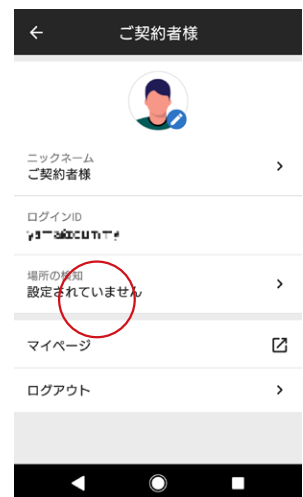 ご契約者様
ニックネーム
ご契約者様
ログインID
場所の検知
設定されていません
マイページ
ログアウト